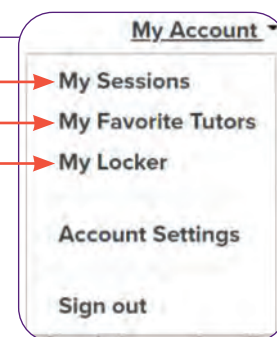 My Account
My Sessions
My Favorite Tutors
My Locker
Account Settings
Sign out